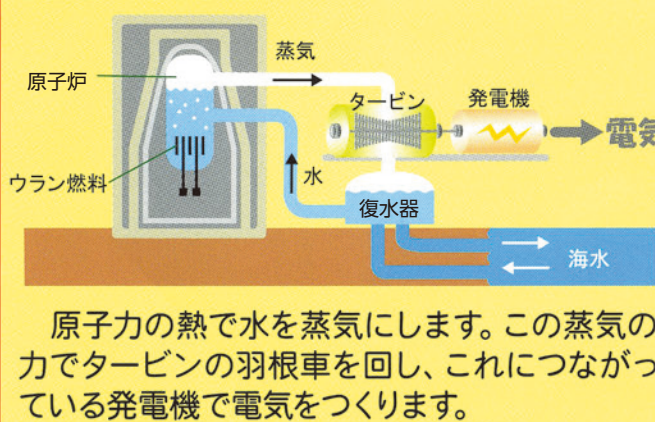 蒸気
原子炉
タービン
発電機
電気
ウラン燃料
水
復水器
海水
原子力の熱で水を蒸気にします。この蒸気の
力でタービンの羽根車を回し、これにつながっ
ている発電機で電気をつくります。